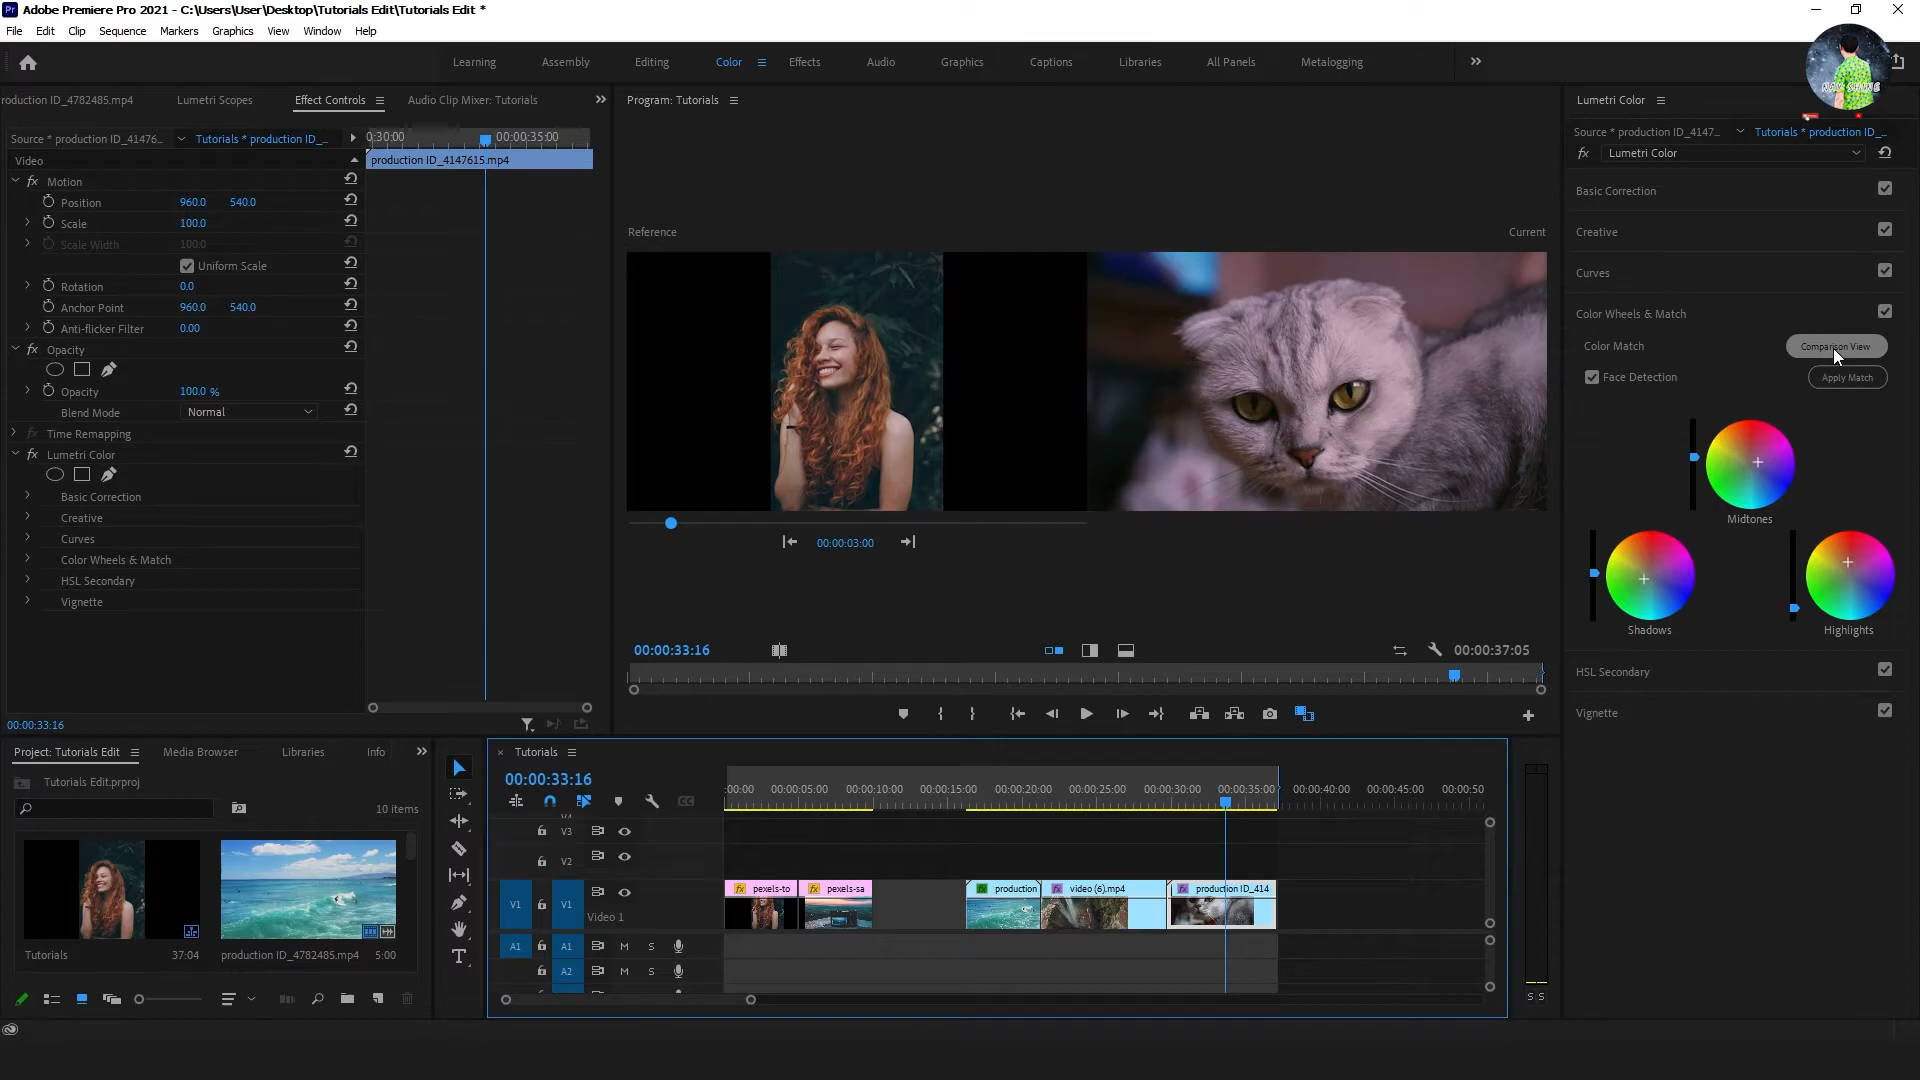 Adobe Premiere Pro 2021 - C:\Users\User\Desktop\Tutorials Edit\Tutorials Edit *
File Edit Clip Sequence Markers Graphics View Window Help
Learning Assembly Editing Color Effects Audio Graphics Captions Libraries All Panels Metalogging
NAY SHINE
roduction ID_4782485.mp4 Lumetri Scopes Effect Controls Audio Clip Mixer: Tutorials
Source * production ID_41476... Tutorials * production ID_...
0:30:00 00:00:35:00
Video
production ID_4147615.mp4
fx Motion
Position 960.0 540.0
Scale 100.0
Scale Width 100.0
Uniform Scale
Rotation 0.0
Anchor Point 960.0 540.0
Anti-flicker Filter 0.00
fx Opacity
Opacity 100.0 %
Blend Mode Normal
fx Time Remapping
fx Lumetri Color
Basic Correction
Creative
Curves
Color Wheels & Match
HSL Secondary
Vignette
00:00:33:16
Program: Tutorials
Reference Current
00:00:03:00
00:00:33:16 00:00:37:05
Lumetri Color
Source * production ID_4147... Tutorials * production ID_...
fx Lumetri Color
Basic Correction
Creative
Curves
Color Wheels & Match
Color Match Comparison View
Face Detection Apply Match
Midtones
Shadows Highlights
HSL Secondary
Vignette
Project: Tutorials Edit Media Browser Libraries Info
Tutorials Edit.prproj
10 items
Tutorials 37:04 production ID_4782485.mp4 5:00
Tutorials
00:00:33:16
:00:00 00:00:05:00 00:00:10:00 00:00:15:00 00:00:20:00 00:00:25:00 00:00:30:00 00:00:35:00 00:00:40:00 00:00:45:00 00:00:50
V3
V2
V1 V1 Video 1
fx pexels-to fx pexels-sa fx production fx video (6).mp4 fx production ID_414
A1 A1 M S
A2 M S
S S